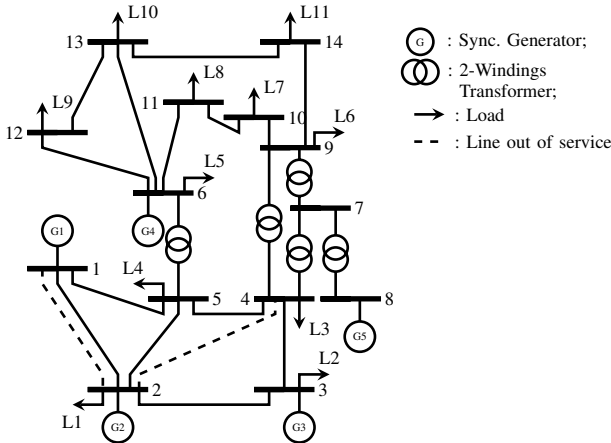 L10
L11
13
14
G : Sync. Generator;
: 2-Windings
Transformer;
: Load
: Line out of service
L8
L7
L9
11
10
L6
12
9
L5
6
7
G1
G4
1
L4
5
4
8
L3
G5
L2
2
3
L1
G2
G3